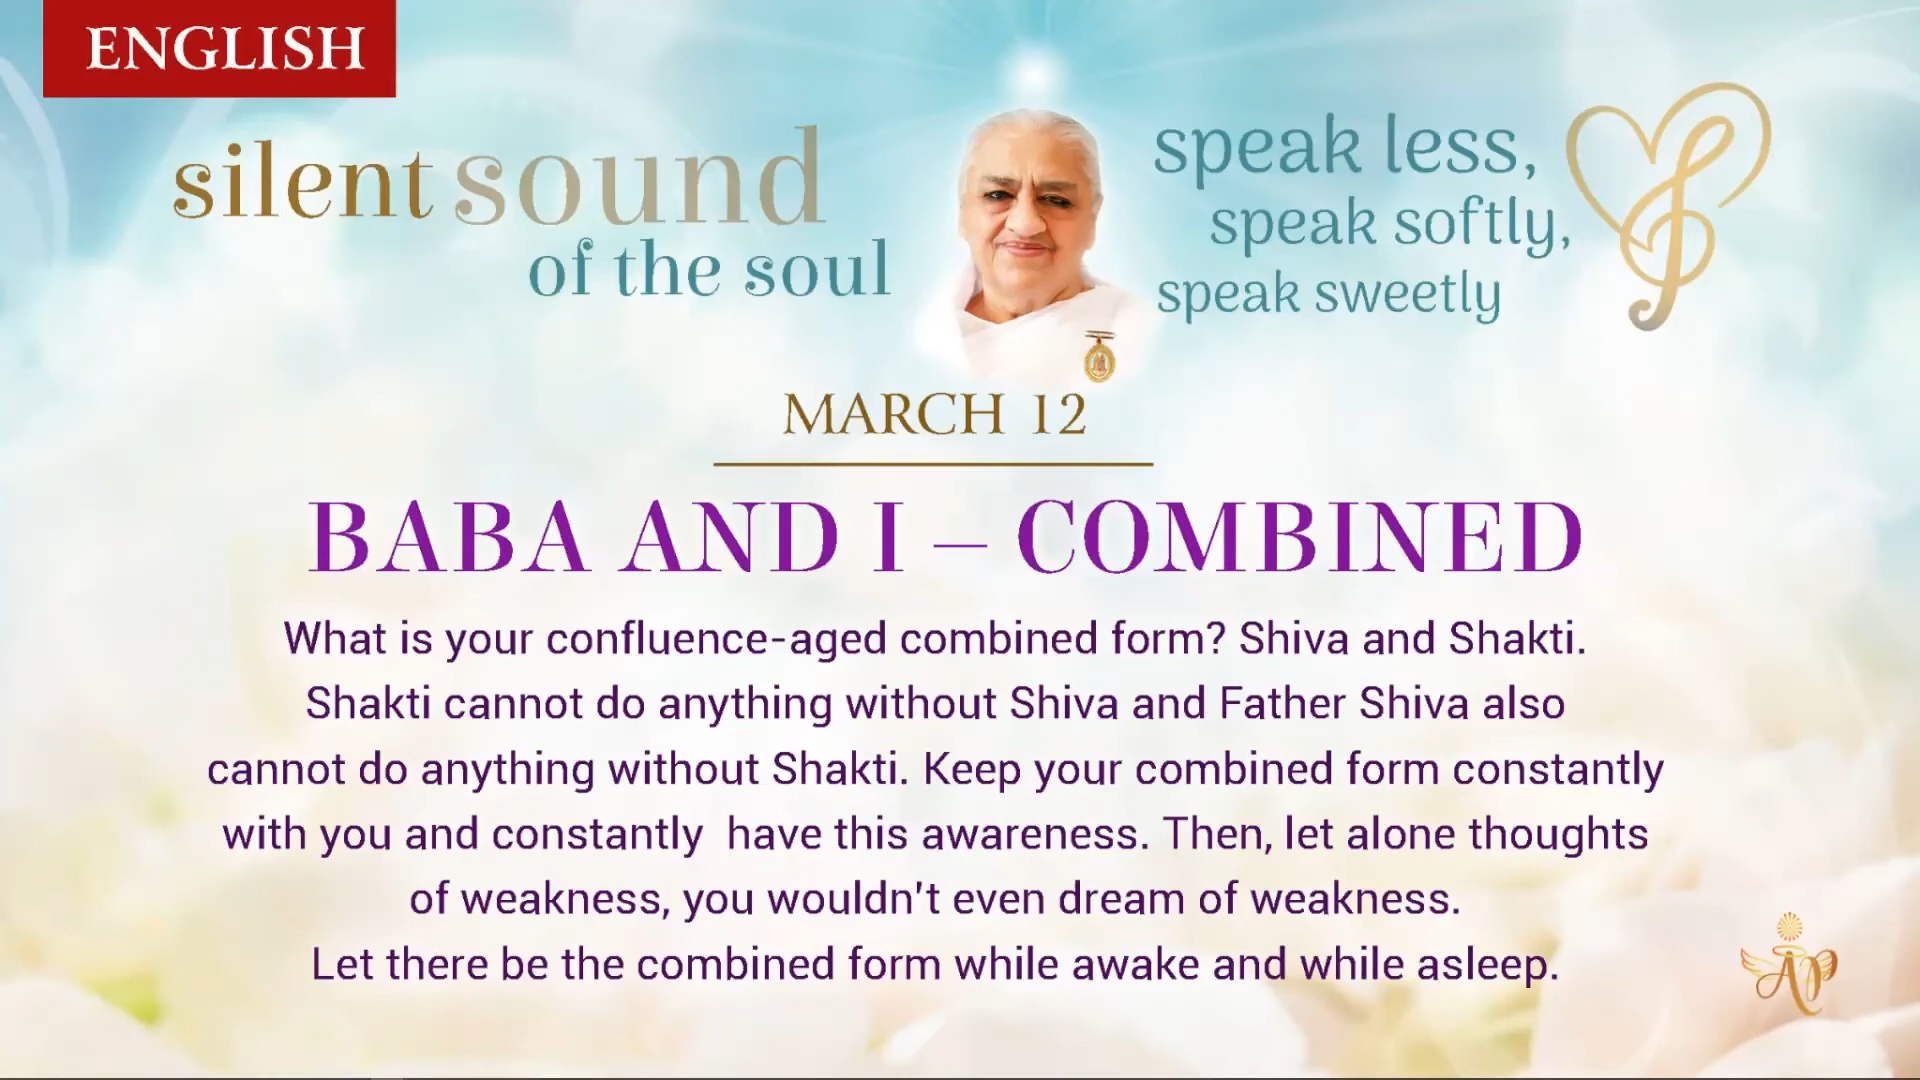 ENGLISH
silent sound
of the soul
speak less,
speak softly,
speak sweetly
MARCH 12
BABA AND I – COMBINED
What is your confluence-aged combined form? Shiva and Shakti.
Shakti cannot do anything without Shiva and Father Shiva also
cannot do anything without Shakti. Keep your combined form constantly
with you and constantly  have this awareness. Then, let alone thoughts
of weakness, you wouldn't even dream of weakness.
Let there be the combined form while awake and while asleep.
AP